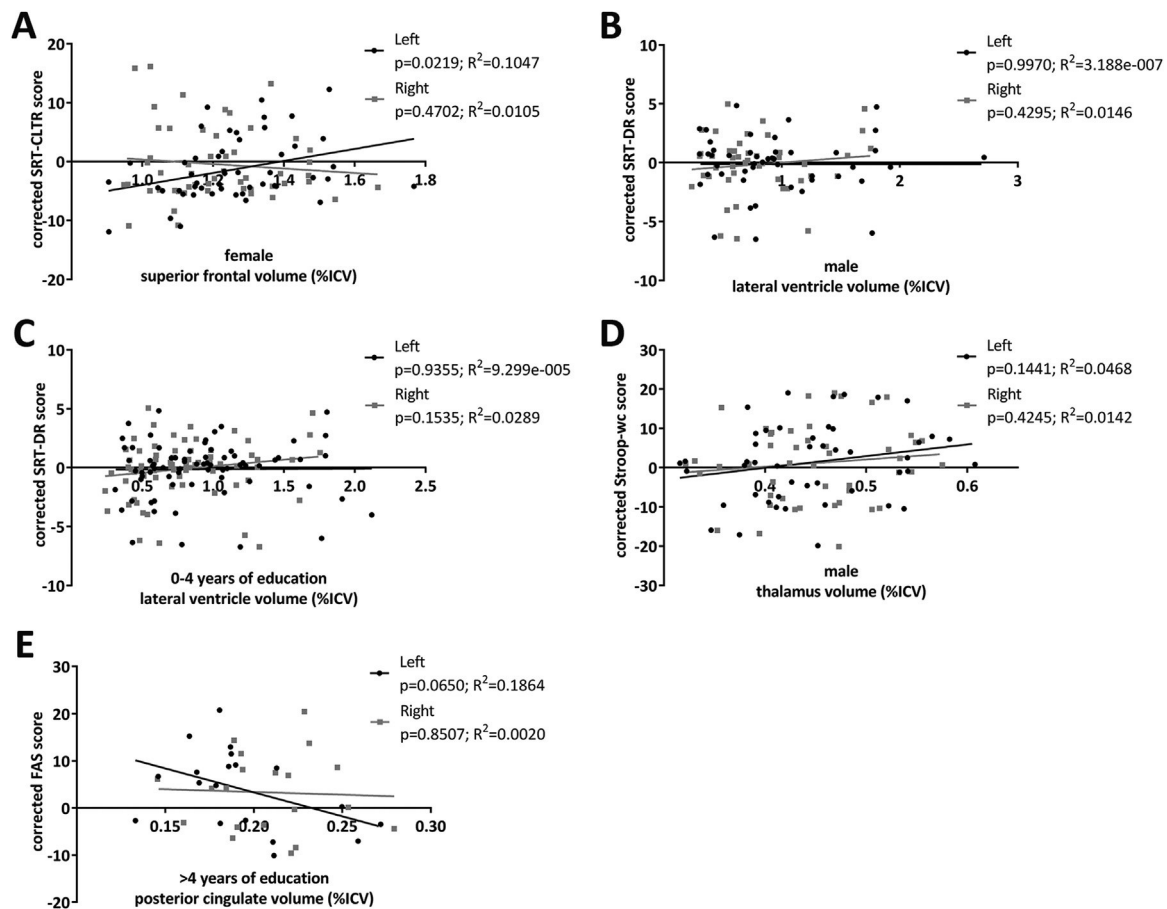 A
corrected SRT-CLTR score
20
10
0
-10
-20
1.0
1.2
1.4
1.6
1.8
Left
p=0.0219; R²=0.1047
Right
p=0.4702; R²=0.0105
female
superior frontal volume (%ICV)
B
corrected SRT-DR score
10
5
0
-5
-10
1
2
3
Left
p=0.9970; R²=3.188e-007
Right
p=0.4295; R²=0.0146
male
lateral ventricle volume (%ICV)
C
corrected SRT-DR score
10
5
0
-5
-10
0.5
1.0
1.5
2.0
2.5
Left
p=0.9355; R²=9.299e-005
Right
p=0.1535; R²=0.0289
0-4 years of education
lateral ventricle volume (%ICV)
D
corrected Stroop-wc score
30
20
10
0
-10
-20
-30
0.4
0.5
0.6
Left
p=0.1441; R²=0.0468
Right
p=0.4245; R²=0.0142
male
thalamus volume (%ICV)
E
corrected FAS score
30
20
10
0
-10
-20
0.15
0.20
0.25
0.30
Left
p=0.0650; R²=0.1864
Right
p=0.8507; R²=0.0020
>4 years of education
posterior cingulate volume (%ICV)